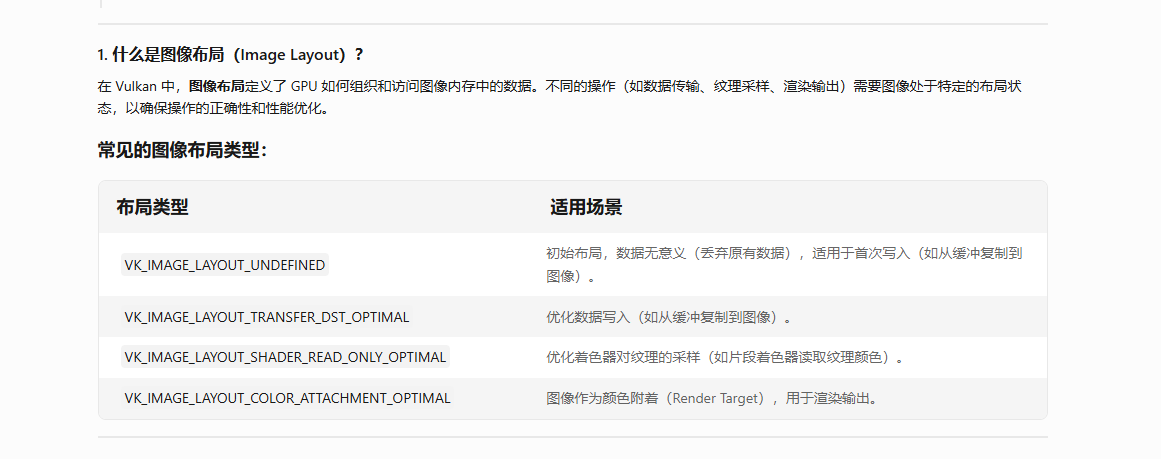 1. 什么是图像布局（Image Layout）？
在 Vulkan 中，图像布局定义了 GPU 如何组织和访问图像内存中的数据。不同的操作（如数据传输、纹理采样、渲染输出）需要图像处于特定的布局状
态，以确保操作的正确性和性能优化。
常见的图像布局类型：
布局类型 适用场景
VK_IMAGE_LAYOUT_UNDEFINED 初始布局，数据无意义（丢弃原有数据），适用于首次写入（如从缓冲复制到
图像）。
VK_IMAGE_LAYOUT_TRANSFER_DST_OPTIMAL 优化数据写入（如从缓冲复制到图像）。
VK_IMAGE_LAYOUT_SHADER_READ_ONLY_OPTIMAL 优化着色器对纹理的采样（如片段着色器读取纹理颜色）。
VK_IMAGE_LAYOUT_COLOR_ATTACHMENT_OPTIMAL 图像作为颜色附着（Render Target），用于渲染输出。